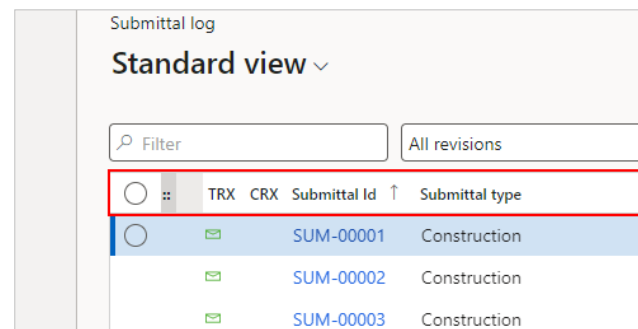 Submittal log
Standard view
Filter
All revisions
TRX CRX Submittal Id ↑ Submittal type
SUM-00001 Construction
SUM-00002 Construction
SUM-00003 Construction